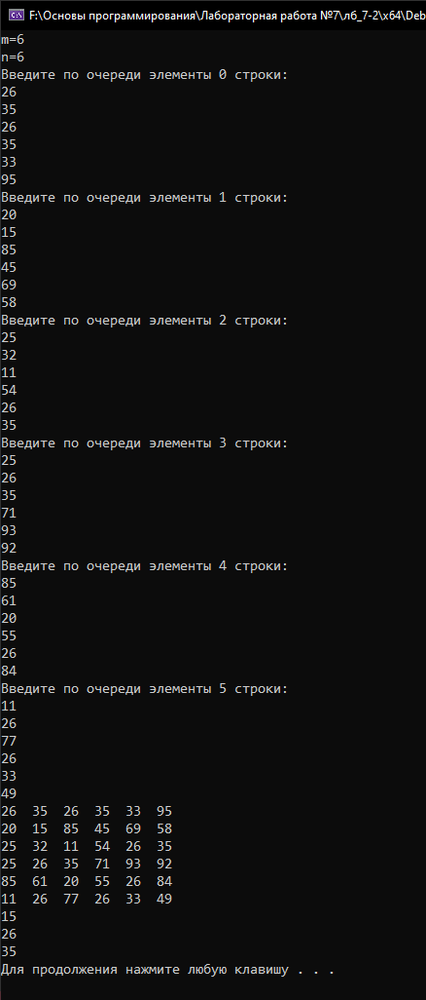 F:\Основы программирования\Лабораторная работа №7\лб_7-2\x64\Deb
m=6
n=6
Введите по очереди элементы 0 строки:
26
35
26
35
33
95
Введите по очереди элементы 1 строки:
20
15
85
45
69
58
Введите по очереди элементы 2 строки:
25
32
11
54
26
35
Введите по очереди элементы 3 строки:
25
26
35
71
93
92
Введите по очереди элементы 4 строки:
85
61
20
55
26
84
Введите по очереди элементы 5 строки:
11
26
77
26
33
49
26  35  26  35  33  95
20  15  85  45  69  58
25  32  11  54  26  35
25  26  35  71  93  92
85  61  20  55  26  84
11  26  77  26  33  49
15
26
35
Для продолжения нажмите любую клавишу . . .